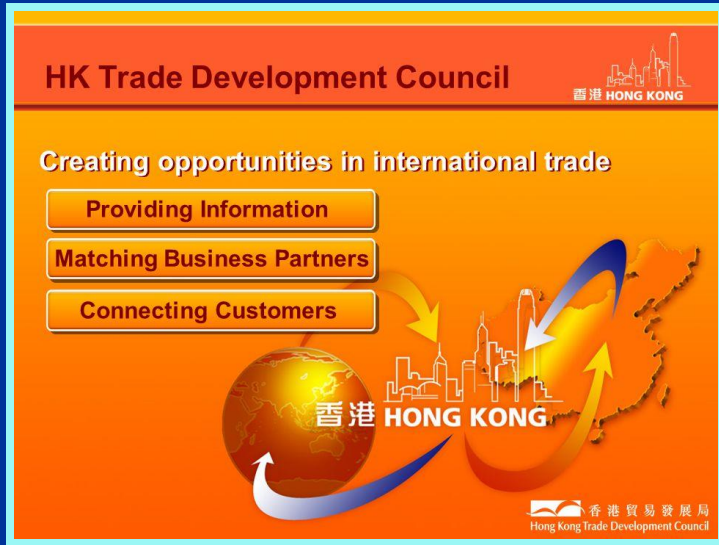 HK Trade Development Council
香港 HONG KONG
Creating opportunities in international trade
Providing Information
Matching Business Partners
Connecting Customers
香港 HONG KONG
香港貿易發展局
Hong Kong Trade Development Council